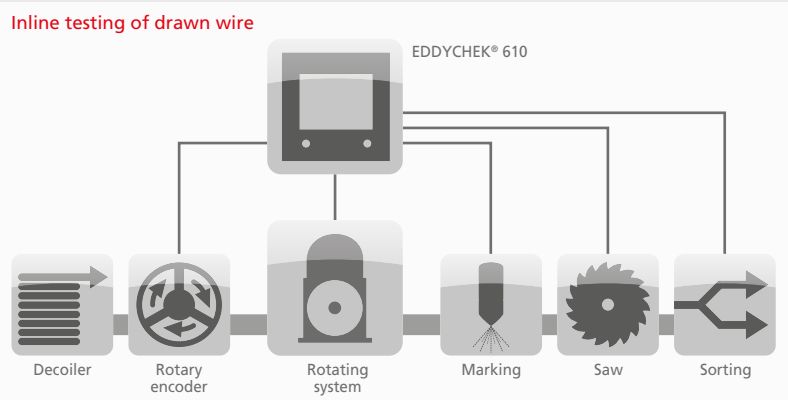 Inline testing of drawn wire
EDDYCHEK® 610
Decoiler
Rotary
encoder
Rotating
system
Marking
Saw
Sorting